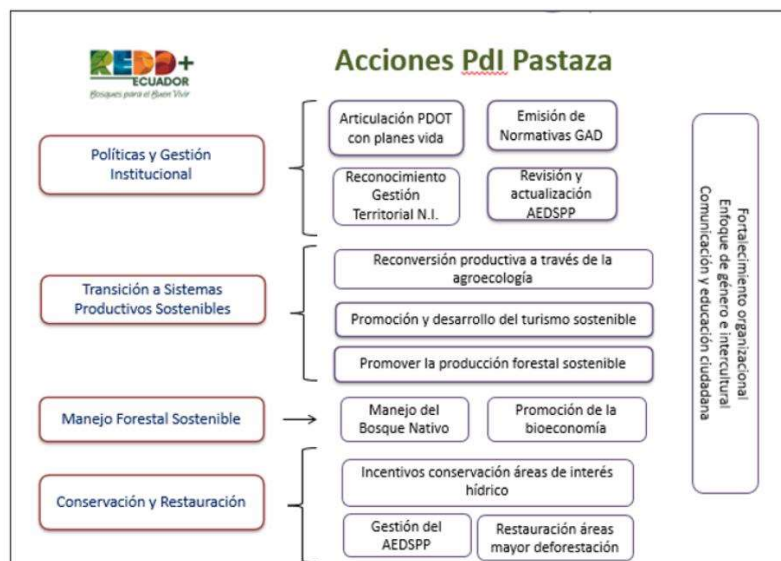 REDD+
ECUADOR
Bosques para el Buen Vivir
Acciones PdI Pastaza
Políticas y Gestión
Institucional
Articulación PDOT
con planes vida
Emisión de
Normativas GAD
Reconocimiento
Gestión
Territorial N.I.
Revisión y
actualización
AEDSPP
Transición a Sistemas
Productivos Sostenibles
Reconversión productiva a través de la
agroecología
Promoción y desarrollo del turismo sostenible
Promover la producción forestal sostenible
Manejo Forestal Sostenible
Manejo del
Bosque Nativo
Promoción de la
bioeconomía
Conservación y Restauración
Incentivos conservación áreas de interés
hídrico
Gestión del
AEDSPP
Restauración áreas
mayor deforestación
Fortalecimiento organizacional
Enfoque de género e intercultural
Comunicación y educación ciudadana